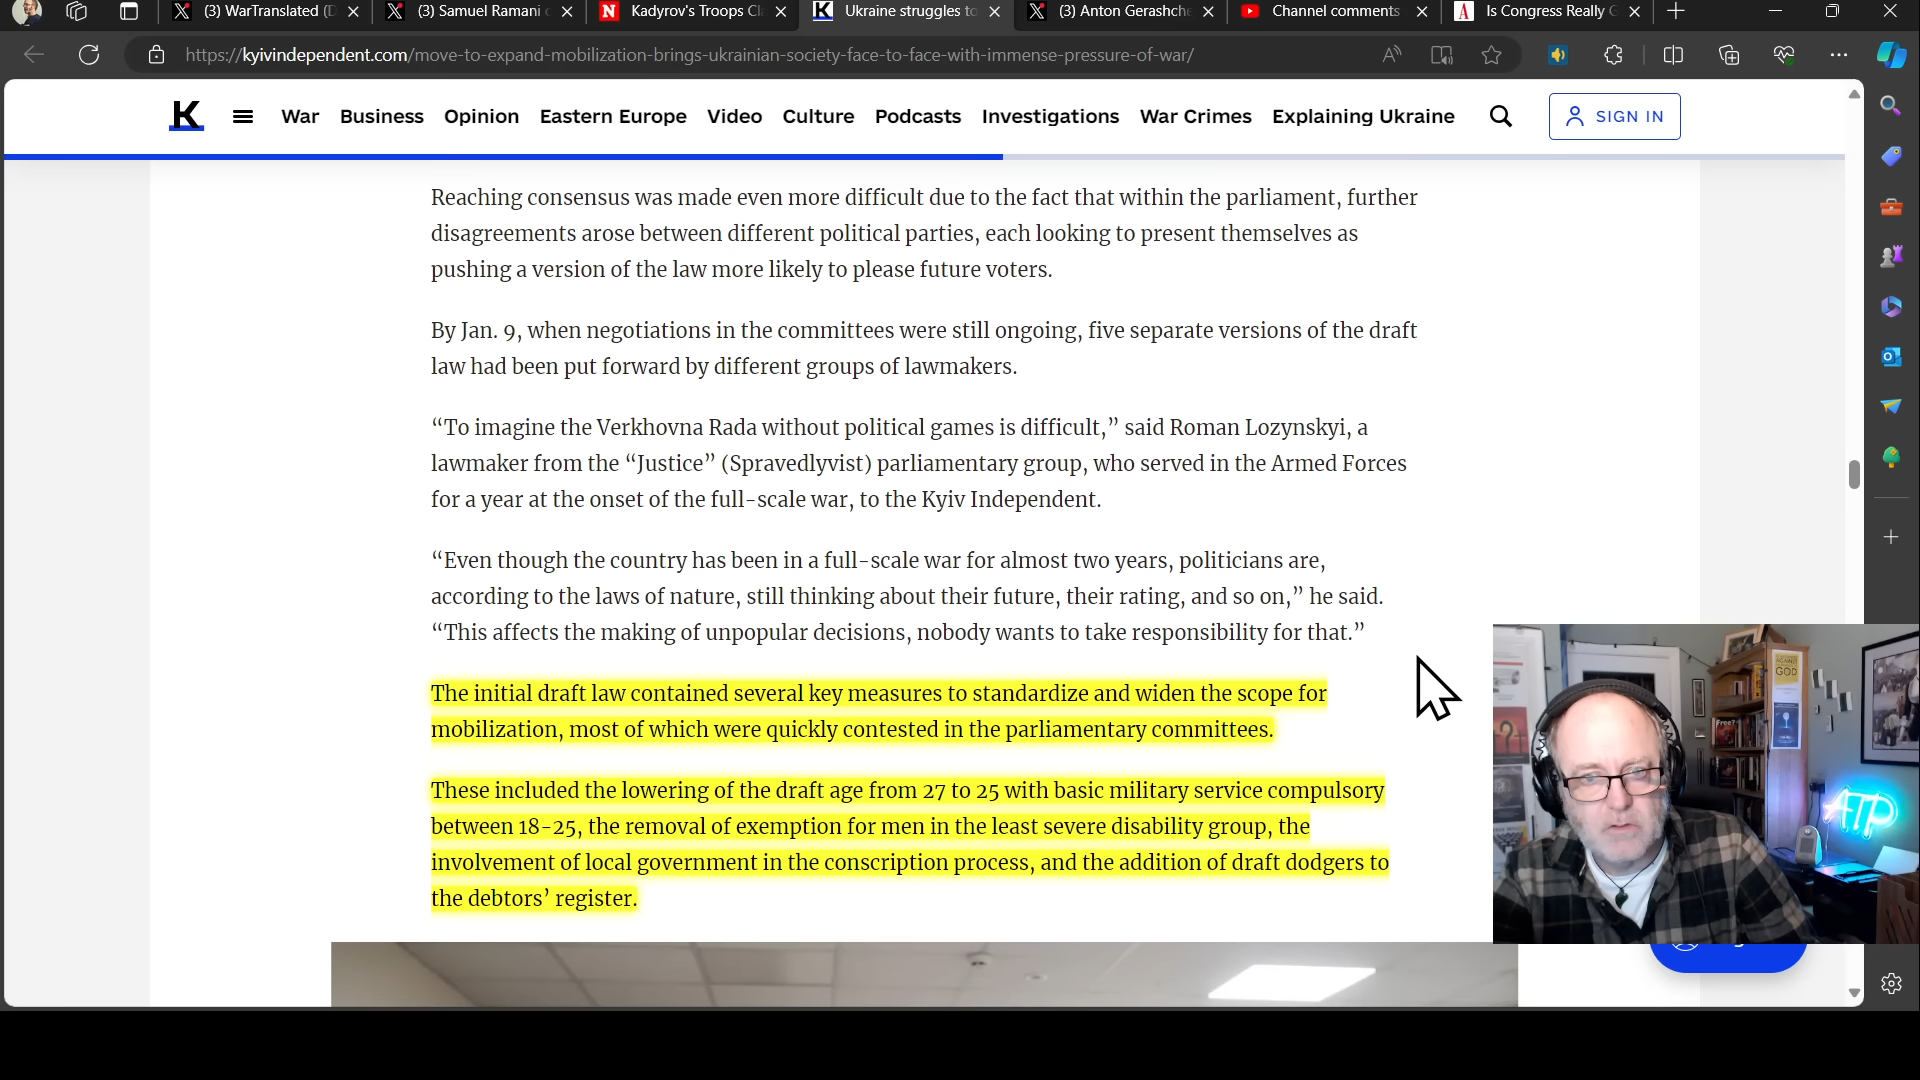 (3) WarTranslated (D
(3) Samuel Ramani
Kadyrov's Troops Cl
Ukraine struggles to
(3) Anton Gerashche
Channel comments
Is Congress Really G
https://kyivindependent.com/move-to-expand-mobilization-brings-ukrainian-society-face-to-face-with-immense-pressure-of-war/
K War Business Opinion Eastern Europe Video Culture Podcasts Investigations War Crimes Explaining Ukraine SIGN IN
Reaching consensus was made even more difficult due to the fact that within the parliament, further
disagreements arose between different political parties, each looking to present themselves as
pushing a version of the law more likely to please future voters.
By Jan. 9, when negotiations in the committees were still ongoing, five separate versions of the draft
law had been put forward by different groups of lawmakers.
“To imagine the Verkhovna Rada without political games is difficult,” said Roman Lozynskyi, a
lawmaker from the “Justice” (Spravedlyvist) parliamentary group, who served in the Armed Forces
for a year at the onset of the full-scale war, to the Kyiv Independent.
“Even though the country has been in a full-scale war for almost two years, politicians are,
according to the laws of nature, still thinking about their future, their rating, and so on,” he said.
“This affects the making of unpopular decisions, nobody wants to take responsibility for that.”
The initial draft law contained several key measures to standardize and widen the scope for
mobilization, most of which were quickly contested in the parliamentary committees.
These included the lowering of the draft age from 27 to 25 with basic military service compulsory
between 18-25, the removal of exemption for men in the least severe disability group, the
involvement of local government in the conscription process, and the addition of draft dodgers to
the debtors’ register.
AGAINST
GOD
Free?
ATP